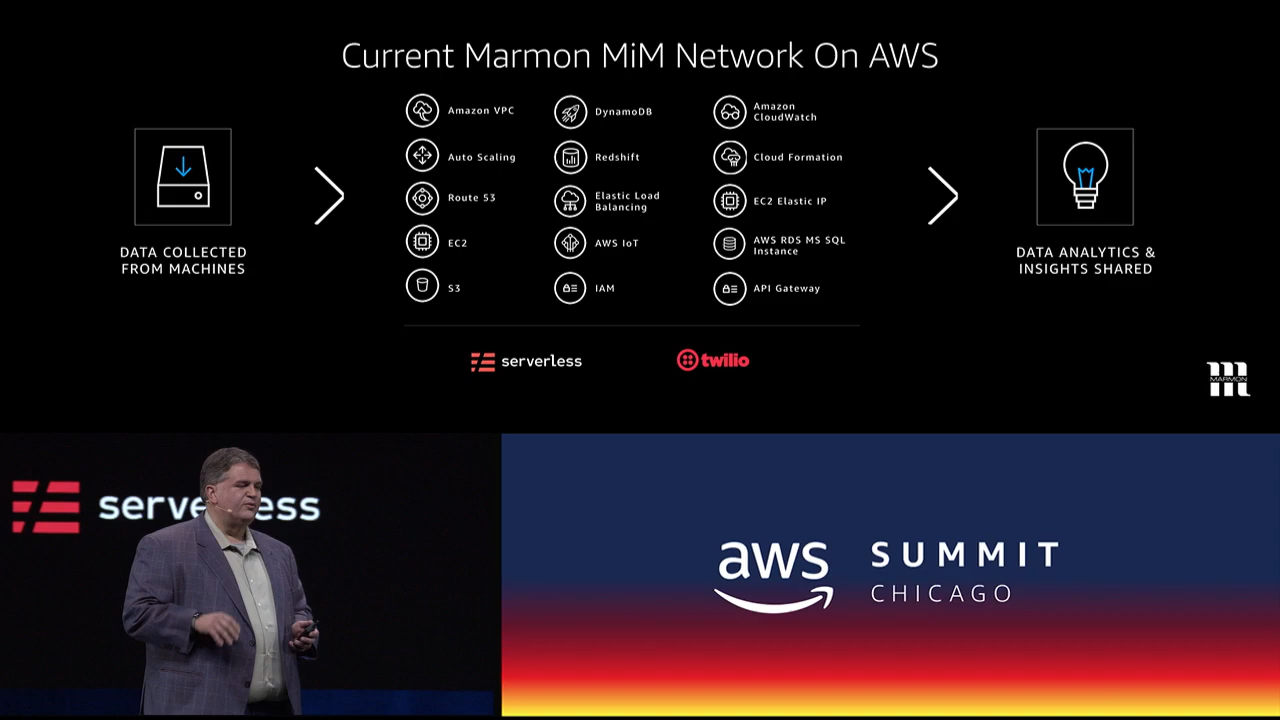 Current Marmon MiM Network On AWS
DATA COLLECTED
FROM MACHINES
Amazon VPC
Auto Scaling
Route 53
EC2
S3
DynamoDB
Redshift
Elastic Load
Balancing
AWS IoT
IAM
Amazon
CloudWatch
Cloud Formation
EC2 Elastic IP
AWS RDS MS SQL
Instance
API Gateway
DATA ANALYTICS &
INSIGHTS SHARED
serverless
twilio
MARMON
serverless
aws
SUMMIT
CHICAGO